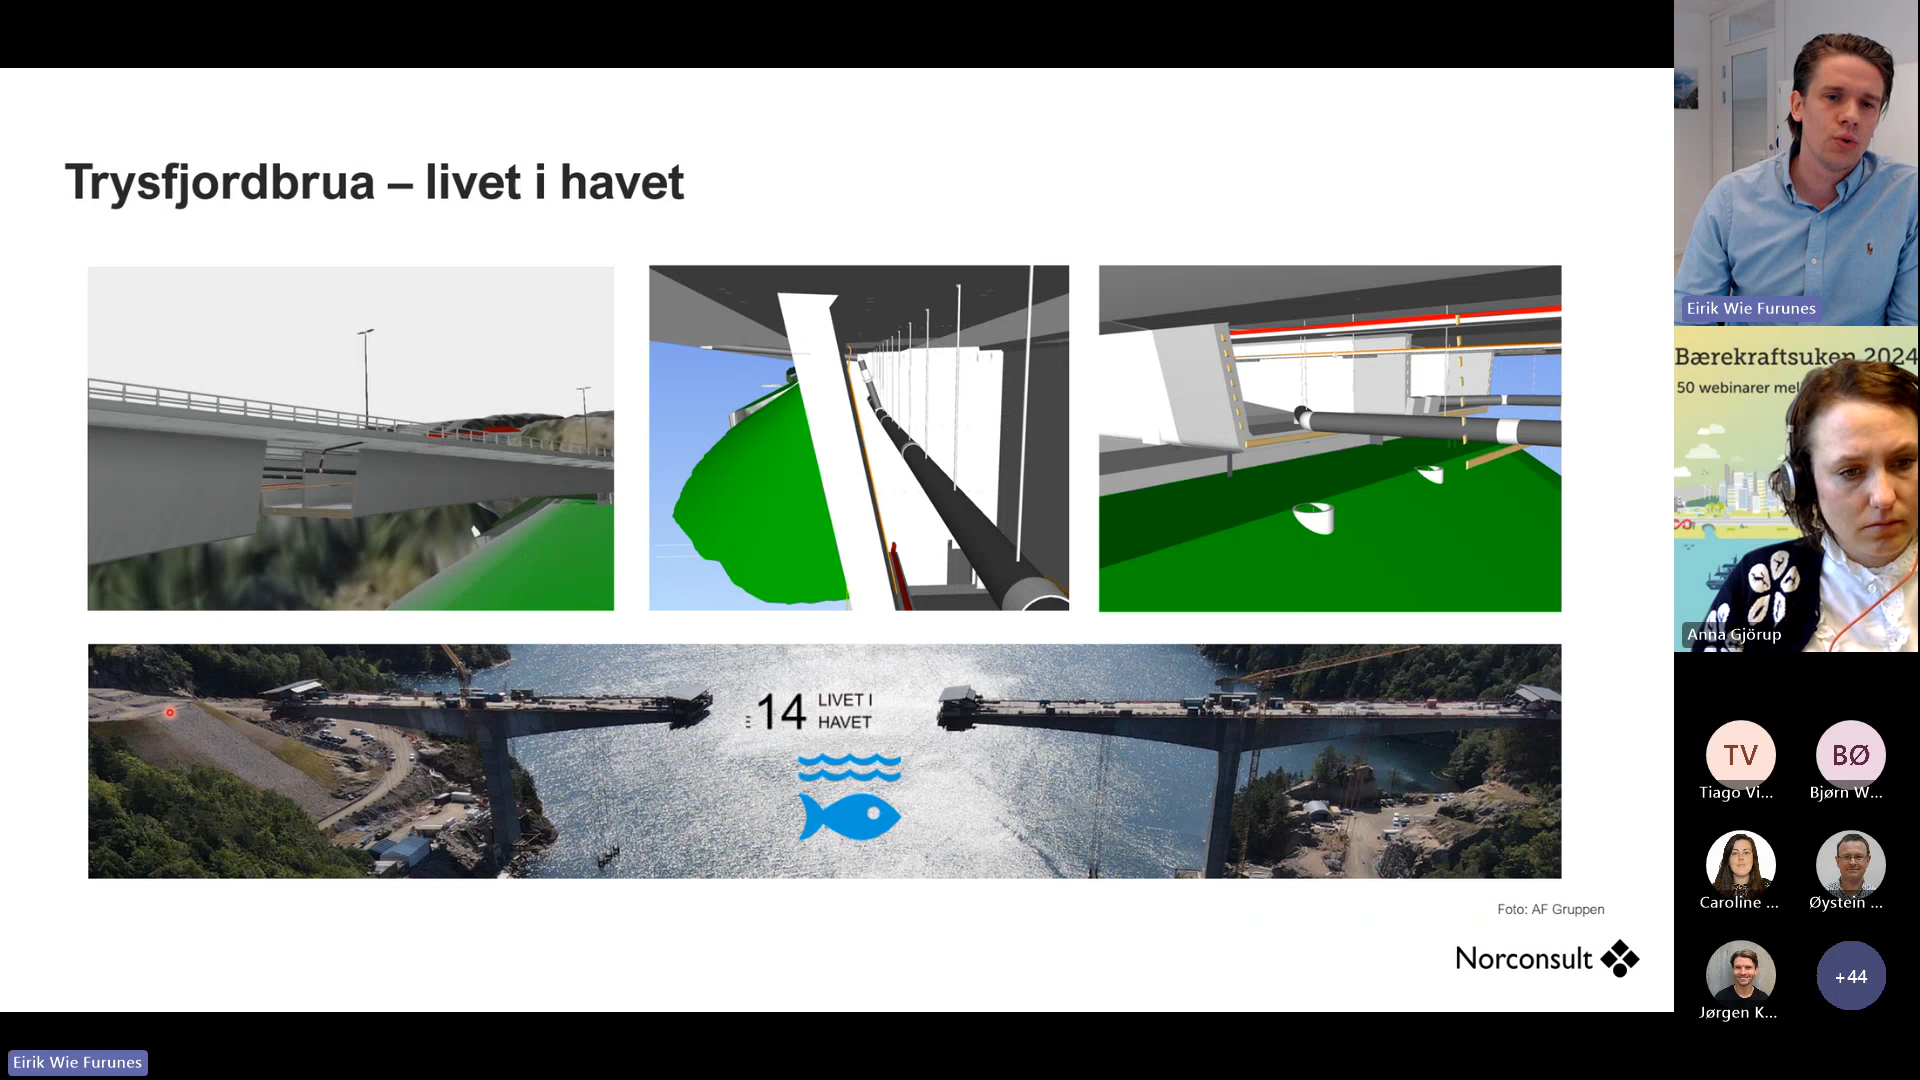 Trysfjordbrua – livet i havet
14 LIVET I
HAVET
Foto: AF Gruppen
Norconsult
Eirik Wie Furunes
Eirik Wie Furunes
Bærekraftsuken 2024
50 webinarer mel
Anna Gjörup
TV
Tiago Vi...
BØ
Bjørn W...
Caroline ...
Øystein ...
Jørgen K...
+44